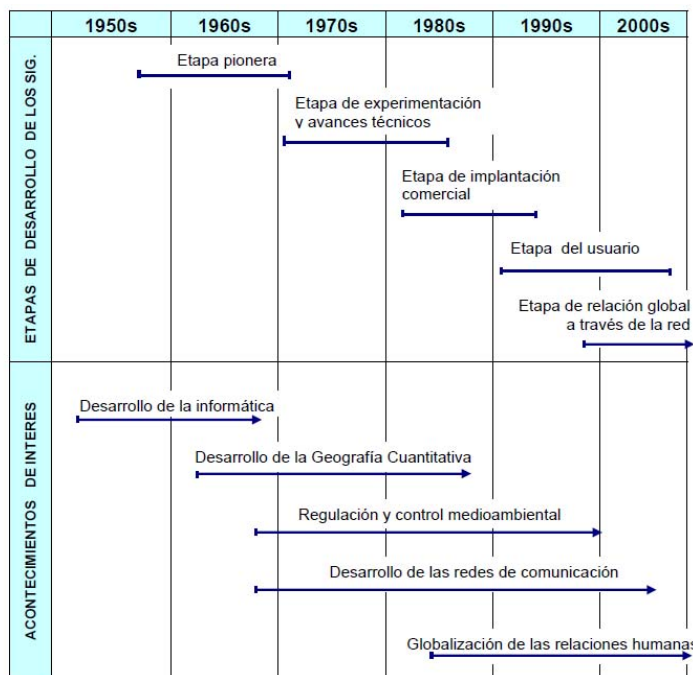 1950s 1960s 1970s 1980s 1990s 2000s
ETAPAS DE DESARROLLO DE LOS SIG.
Etapa pionera
Etapa de experimentación
y avances técnicos
Etapa de implantación
comercial
Etapa del usuario
Etapa de relación global
a través de la red
ACONTECIMIENTOS DE INTERES
Desarrollo de la informática
Desarrollo de la Geografía Cuantitativa
Regulación y control medioambiental
Desarrollo de las redes de comunicación
Globalización de las relaciones humanas